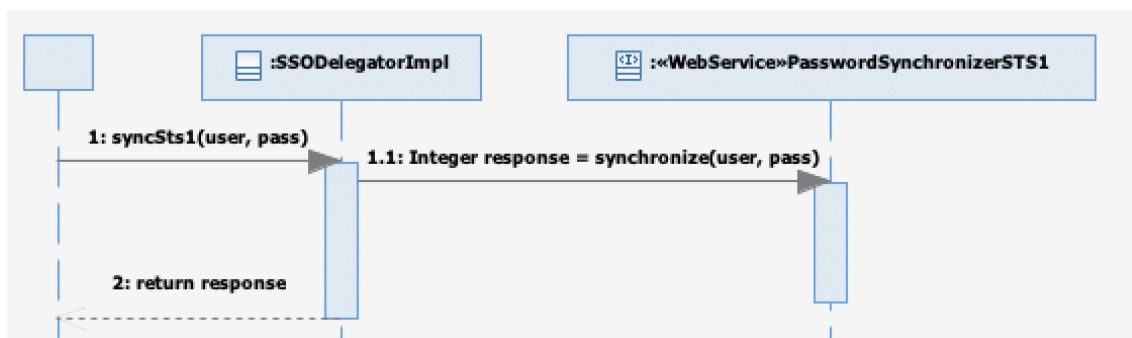 :SSODelegatorImpl
<I> :«WebService»PasswordSynchronizerSTS1
1: syncSts1(user, pass)
1.1: Integer response = synchronize(user, pass)
2: return response